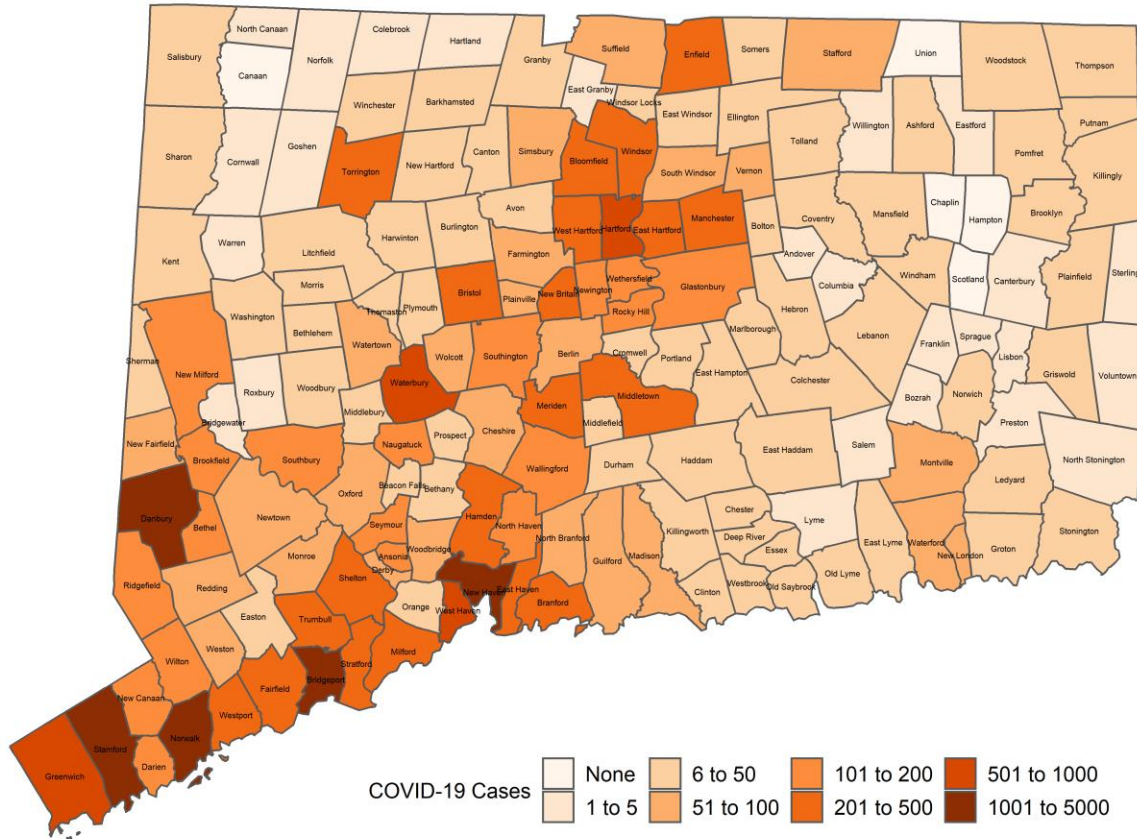 North Canaan
Colebrook
Hartland
Salisbury
Norfolk
Canaan
Granby
Suffield
Enfield
Somers
Stafford
Union
Woodstock
Thompson
East Granby
Windsor Locks
Winchester
Barkhamsted
East Windsor
Ellington
Willington
Ashford
Eastford
Putnam
Sharon
Cornwall
Goshen
Torrington
New Hartford
Canton
Simsbury
Bloomfield
Windsor
South Windsor
Vernon
Tolland
Pomfret
Killingly
Kent
Warren
Litchfield
Harwinton
Burlington
Avon
Farmington
West Hartford
Hartford
East Hartford
Manchester
Bolton
Coventry
Mansfield
Chaplin
Hampton
Brooklyn
Andover
Columbia
Windham
Scotland
Canterbury
Plainfield
Sterling
Morris
Washington
Bethlehem
Thomaston
Plymouth
Bristol
Plainville
New Britain
Newington
Wethersfield
Rocky Hill
Glastonbury
Hebron
Marlborough
Lebanon
Franklin
Sprague
Lisbon
Griswold
Voluntown
Sherman
New Milford
Roxbury
Woodbury
Watertown
Waterbury
Wolcott
Southington
Berlin
Cromwell
Portland
East Hampton
Colchester
Bozrah
Norwich
Preston
Bridgewater
Middlebury
Naugatuck
Prospect
Cheshire
Meriden
Middletown
Middlefield
New Fairfield
Brookfield
Southbury
Oxford
Beacon Falls
Bethany
Wallingford
Durham
Haddam
East Haddam
Salem
Montville
North Stonington
Ledyard
Danbury
Bethel
Newtown
Seymour
Woodbridge
Hamden
North Haven
North Branford
Guilford
Madison
Killingworth
Chester
Deep River
Essex
Lyme
East Lyme
Waterford
New London
Groton
Stonington
Ridgefield
Redding
Monroe
Ansonia
Derby
Shelton
Orange
West Haven
New Haven
East Haven
Branford
Clinton
Westbrook
Old Saybrook
Old Lyme
Easton
Trumbull
Weston
Wilton
New Canaan
Westport
Fairfield
Bridgeport
Stratford
Milford
Greenwich
Stamford
Darien
Norwalk
COVID-19 Cases
None
6 to 50
101 to 200
501 to 1000
1 to 5
51 to 100
201 to 500
1001 to 5000